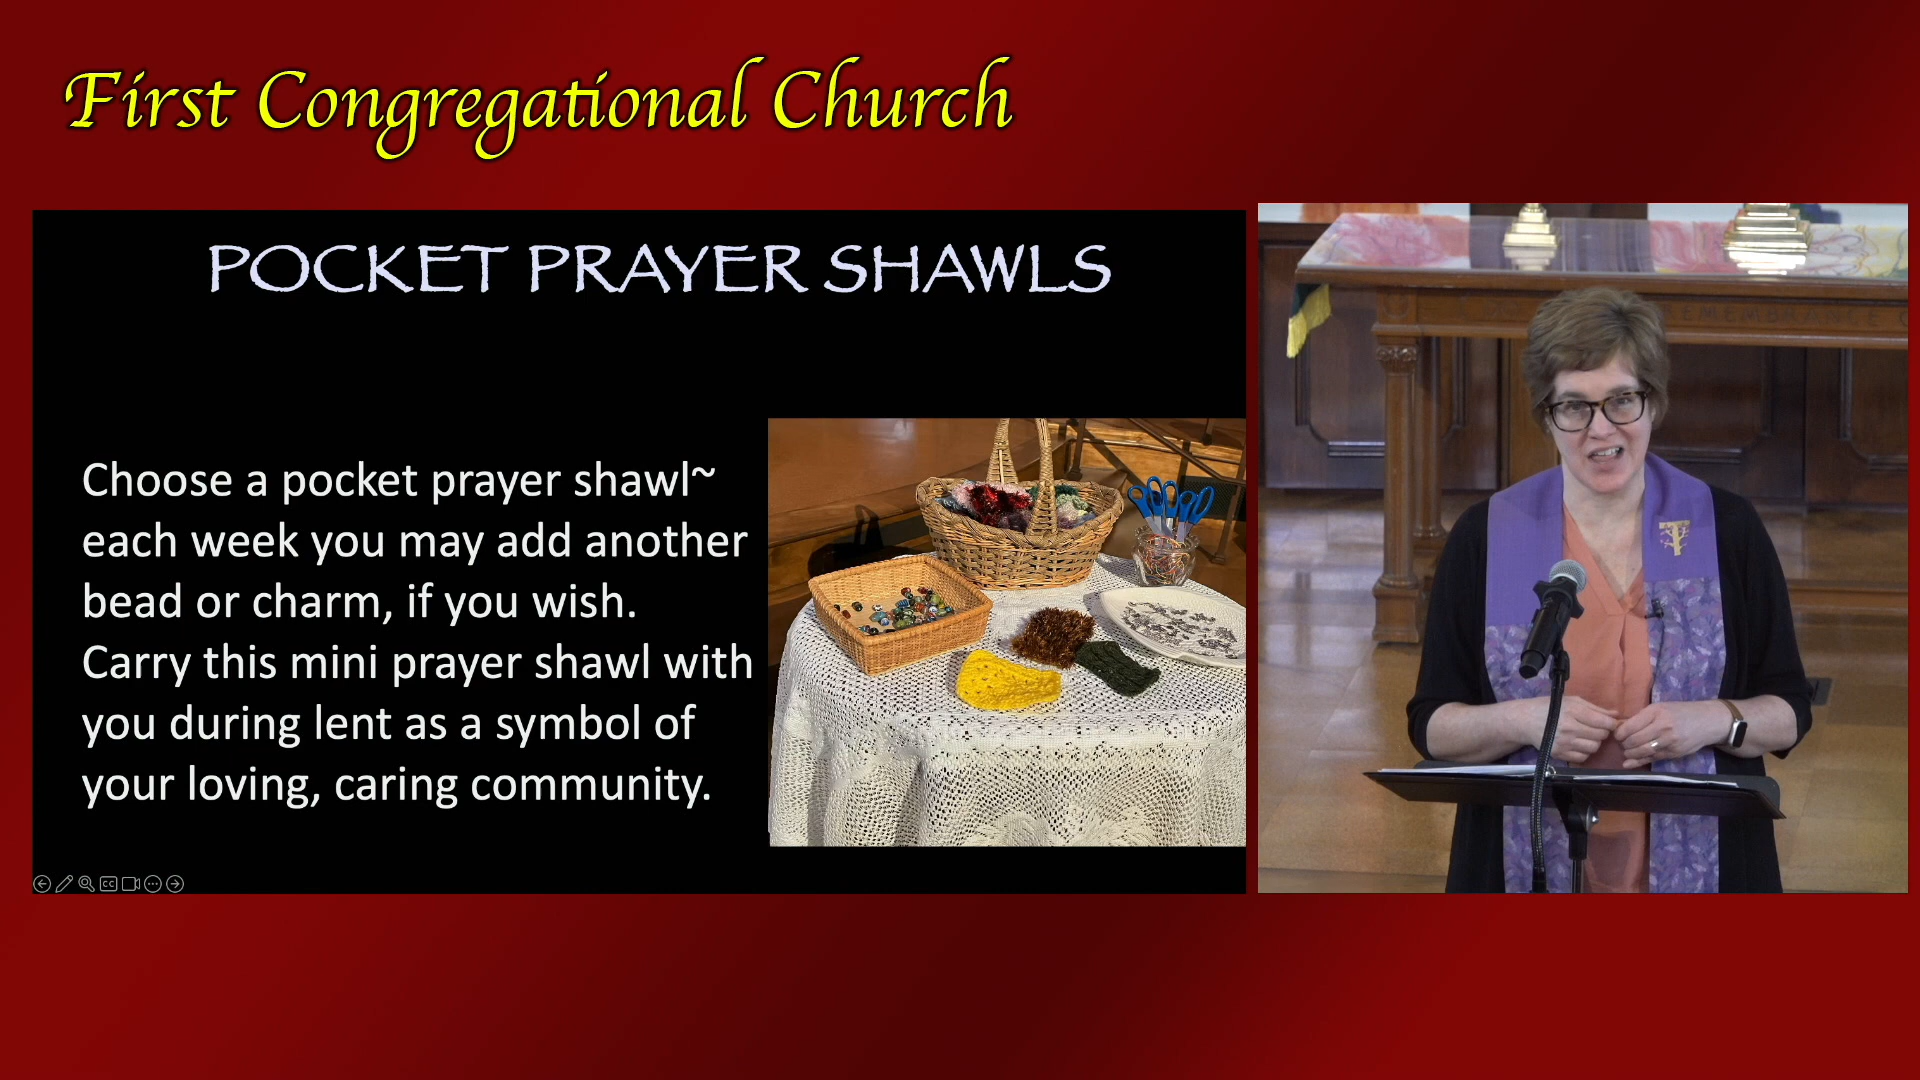 First Congregational Church
POCKET PRAYER SHAWLS
Choose a pocket prayer shawl~
each week you may add another
bead or charm, if you wish.
Carry this mini prayer shawl with
you during lent as a symbol of
your loving, caring community.
CC
REMEMBRANCE